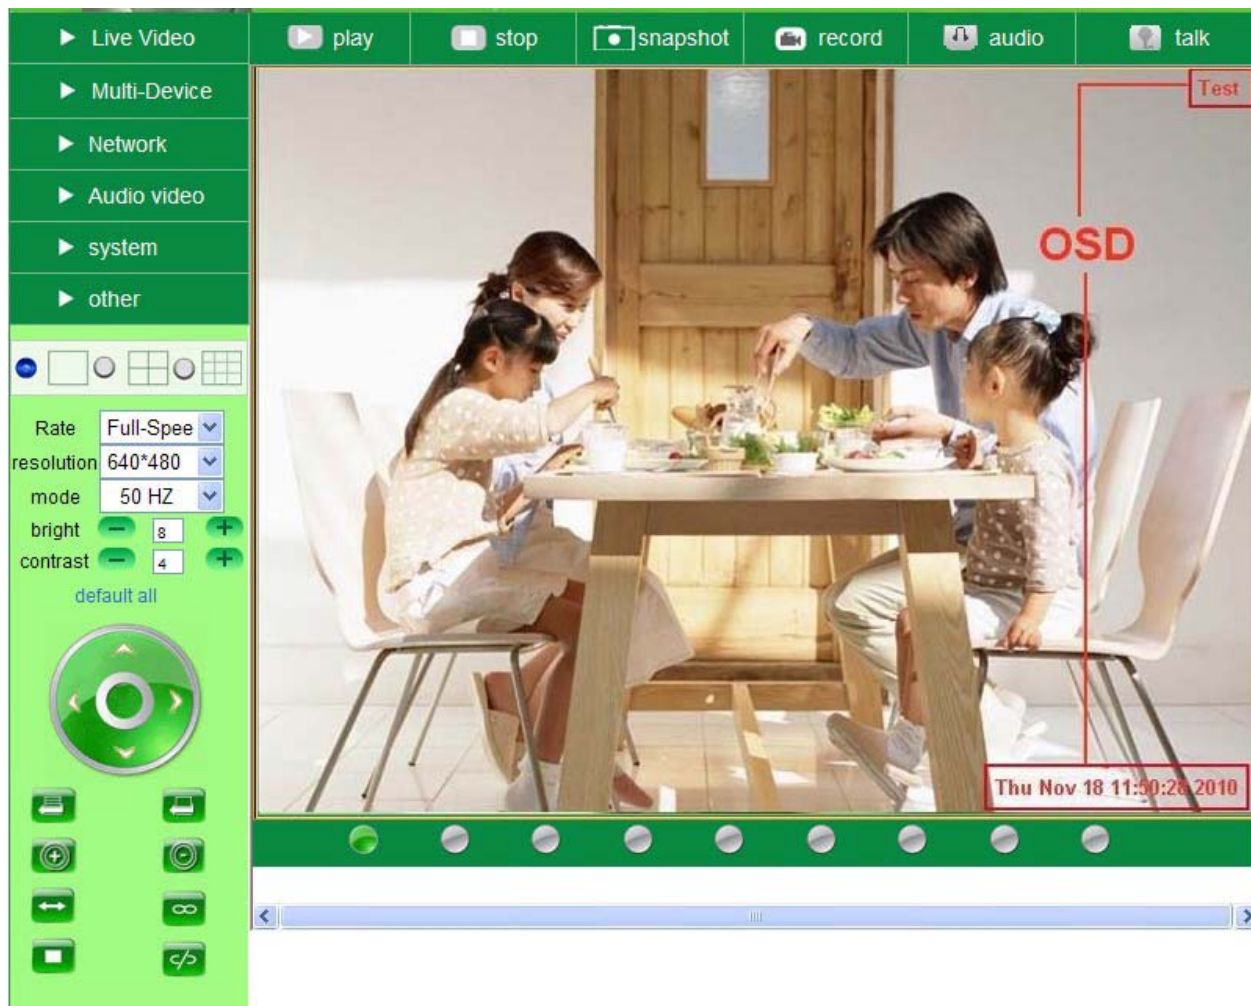 Live Video
play
stop
snapshot
record
audio
talk
Multi-Device
Network
Audio video
system
other
Test
OSD
Rate Full-Spee
resolution 640*480
mode 50 HZ
bright 8
contrast 4
default all
Thu Nov 18 11:50:28 2010